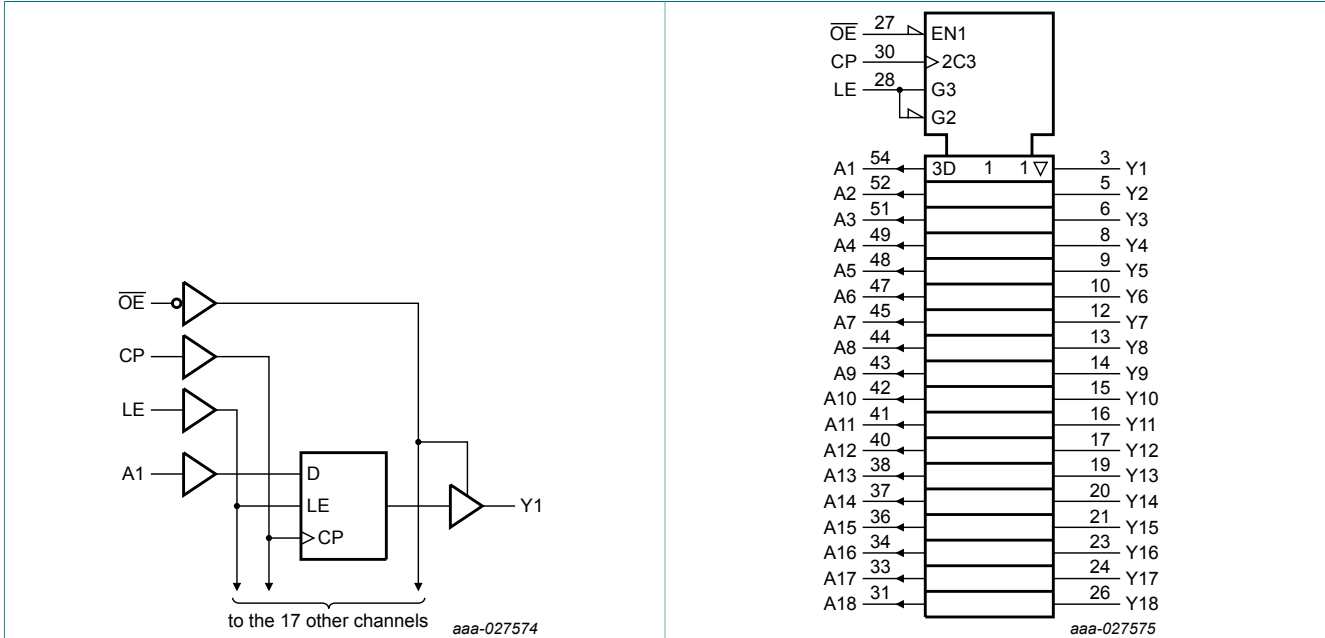 OE
CP
LE
A1
D
LE
CP
Y1
to the 17 other channels
aaa-027574
OE 27 EN1
CP 30 2C3
LE 28 G3
G2
A1 54 3D 1 1 ▽ 3 Y1
A2 52 5 Y2
A3 51 6 Y3
A4 49 8 Y4
A5 48 9 Y5
A6 47 10 Y6
A7 45 12 Y7
A8 44 13 Y8
A9 43 14 Y9
A10 42 15 Y10
A11 41 16 Y11
A12 40 17 Y12
A13 38 19 Y13
A14 37 20 Y14
A15 36 21 Y15
A16 34 23 Y16
A17 33 24 Y17
A18 31 26 Y18
aaa-027575